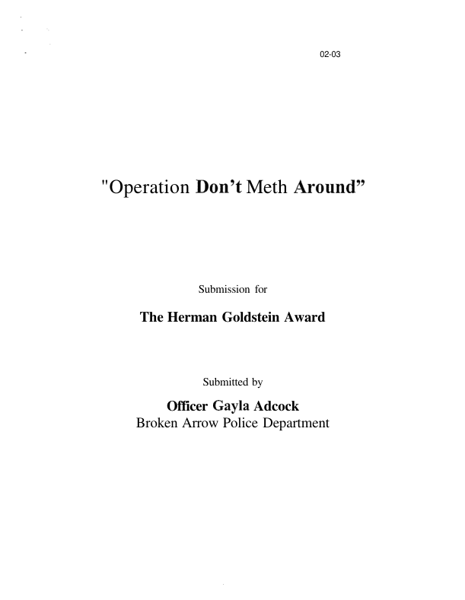 02-03
"Operation Don't Meth Around”
Submission for
The Herman Goldstein Award
Submitted by
Officer Gayla Adcock
Broken Arrow Police Department